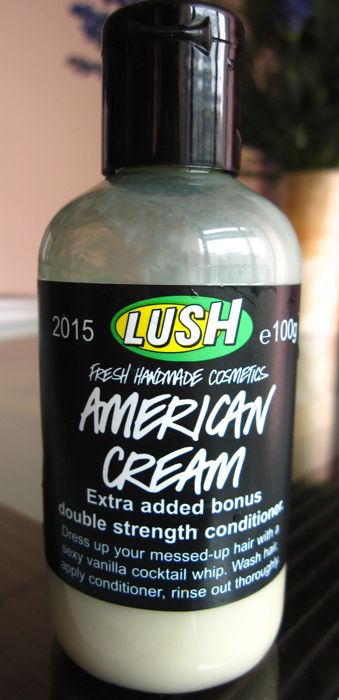 2015 LUSH e100g
FRESH HANDMADE COSMETICS
AMERICAN
CREAM
Extra added bonus
double strength conditioner.
Dress up your messed-up hair with a
sexy vanilla cocktail whip. Wash hair,
apply conditioner, rinse out thoroughly.